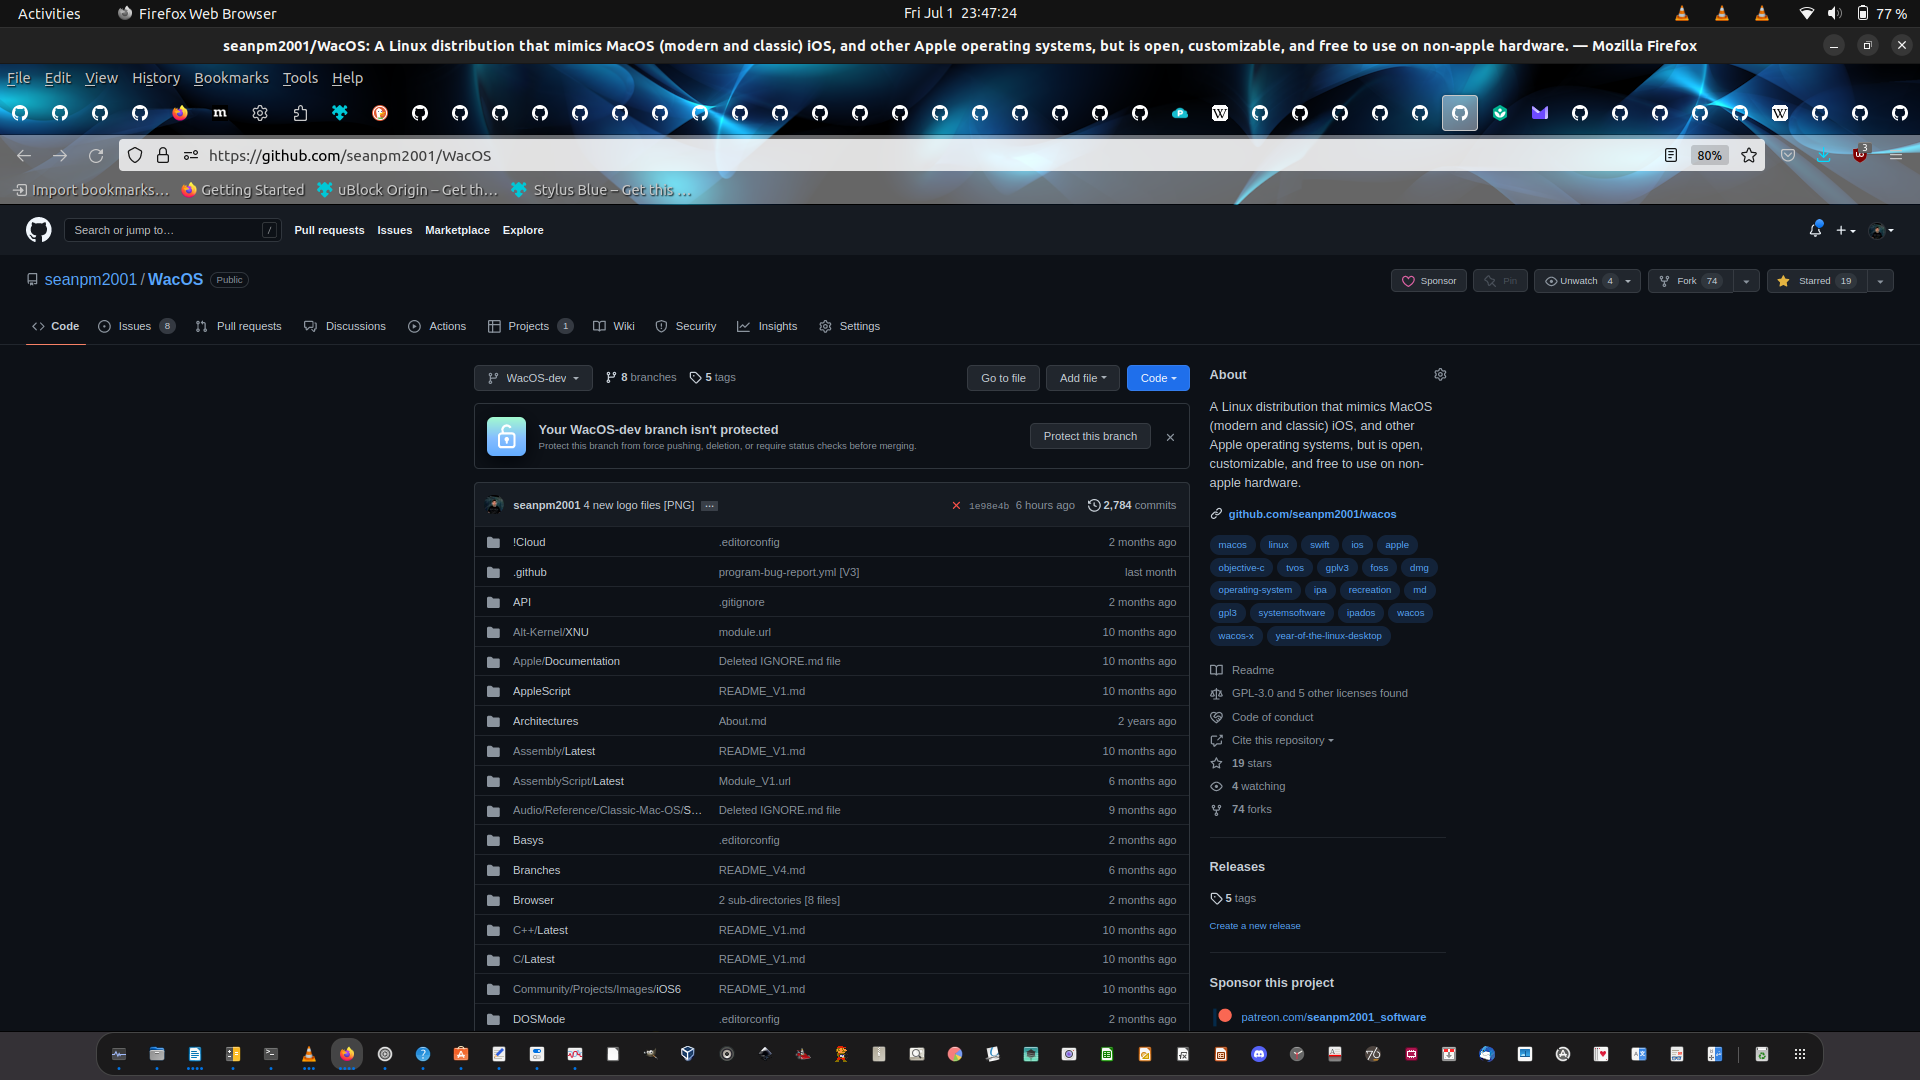 Activities
Firefox Web Browser
Fri Jul 1 23:47:24
77 %
seanpm2001/WacOS: A Linux distribution that mimics MacOS (modern and classic) iOS, and other Apple operating systems, but is open, customizable, and free to use on non-apple hardware. — Mozilla Firefox
File Edit View History Bookmarks Tools Help
https://github.com/seanpm2001/WacOS
80%
3
Import bookmarks…
Getting Started
uBlock Origin – Get th…
Stylus Blue – Get this …
Search or jump to…
/
Pull requests Issues Marketplace Explore
seanpm2001 / WacOS Public
Sponsor
Pin
Unwatch 4
Fork 74
Starred 19
Code
Issues 8
Pull requests
Discussions
Actions
Projects 1
Wiki
Security
Insights
Settings
WacOS-dev
8 branches
5 tags
Go to file
Add file
Code
Your WacOS-dev branch isn't protected
Protect this branch from force pushing, deletion, or require status checks before merging.
Protect this branch
seanpm2001 4 new logo files [PNG] …
1e98e4b 6 hours ago
2,784 commits
!Cloud .editorconfig 2 months ago
.github program-bug-report.yml [V3] last month
API .gitignore 2 months ago
Alt-Kernel/XNU module.url 10 months ago
Apple/Documentation Deleted IGNORE.md file 10 months ago
AppleScript README_V1.md 10 months ago
Architectures About.md 2 years ago
Assembly/Latest README_V1.md 10 months ago
AssemblyScript/Latest Module_V1.url 6 months ago
Audio/Reference/Classic-Mac-OS/S… Deleted IGNORE.md file 9 months ago
Basys .editorconfig 2 months ago
Branches README_V4.md 6 months ago
Browser 2 sub-directories [8 files] 2 months ago
C++/Latest README_V1.md 10 months ago
C/Latest README_V1.md 10 months ago
Community/Projects/Images/iOS6 README_V1.md 10 months ago
DOSMode .editorconfig 2 months ago
About
A Linux distribution that mimics MacOS
(modern and classic) iOS, and other
Apple operating systems, but is open,
customizable, and free to use on non-
apple hardware.
github.com/seanpm2001/wacos
macos linux swift ios apple
objective-c tvos gplv3 foss dmg
operating-system ipa recreation md
gpl3 systemsoftware ipados wacos
wacos-x year-of-the-linux-desktop
Readme
GPL-3.0 and 5 other licenses found
Code of conduct
Cite this repository
19 stars
4 watching
74 forks
Releases
5 tags
Create a new release
Sponsor this project
patreon.com/seanpm2001_software